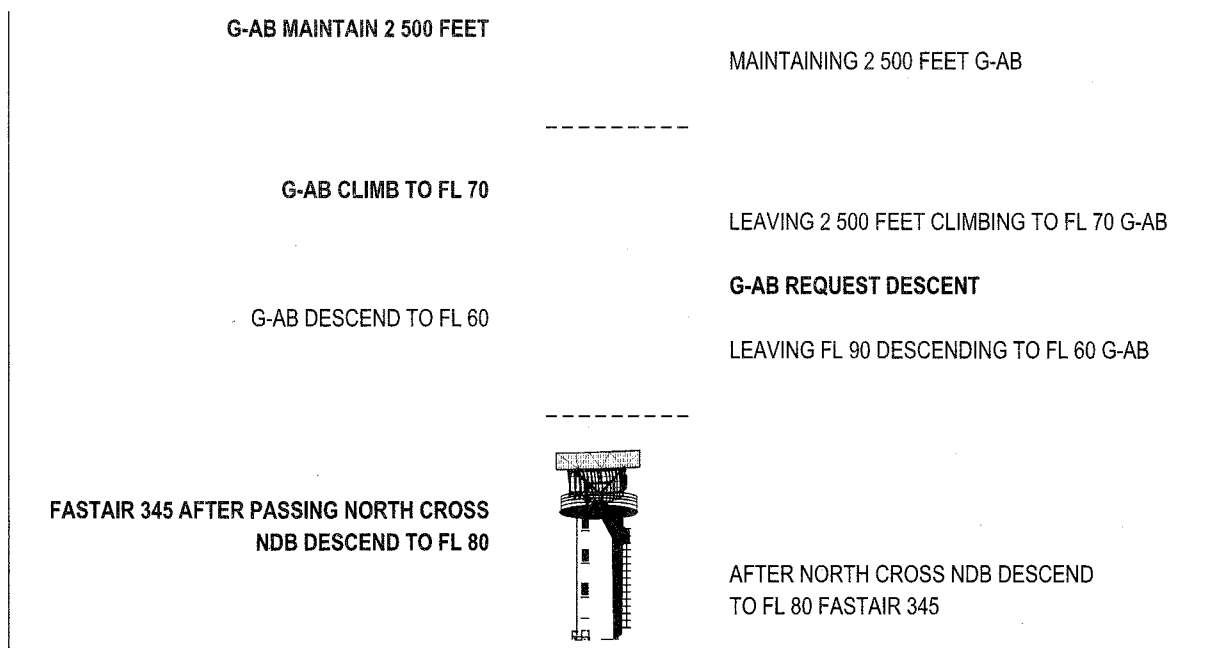 G-AB MAINTAIN 2 500 FEET
MAINTAINING 2 500 FEET G-AB
G-AB CLIMB TO FL 70
LEAVING 2 500 FEET CLIMBING TO FL 70 G-AB
G-AB REQUEST DESCENT
G-AB DESCEND TO FL 60
LEAVING FL 90 DESCENDING TO FL 60 G-AB
FASTAIR 345 AFTER PASSING NORTH CROSS
NDB DESCEND TO FL 80
AFTER NORTH CROSS NDB DESCEND
TO FL 80 FASTAIR 345